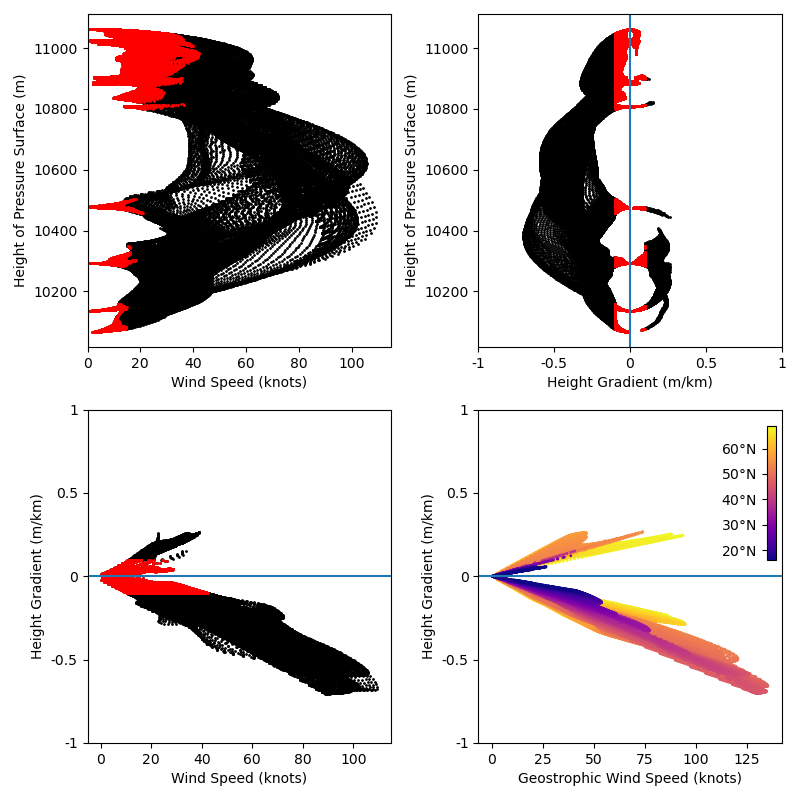 11000
10800
10600
10400
10200
Height of Pressure Surface (m)
0 20 40 60 80 100
Wind Speed (knots)
11000
10800
10600
10400
10200
Height of Pressure Surface (m)
-1 -0.5 0 0.5 1
Height Gradient (m/km)
1
0.5
0
-0.5
-1
Height Gradient (m/km)
0 20 40 60 80 100
Wind Speed (knots)
1
0.5
0
-0.5
-1
Height Gradient (m/km)
60°N
50°N
40°N
30°N
20°N
0 25 50 75 100 125
Geostrophic Wind Speed (knots)